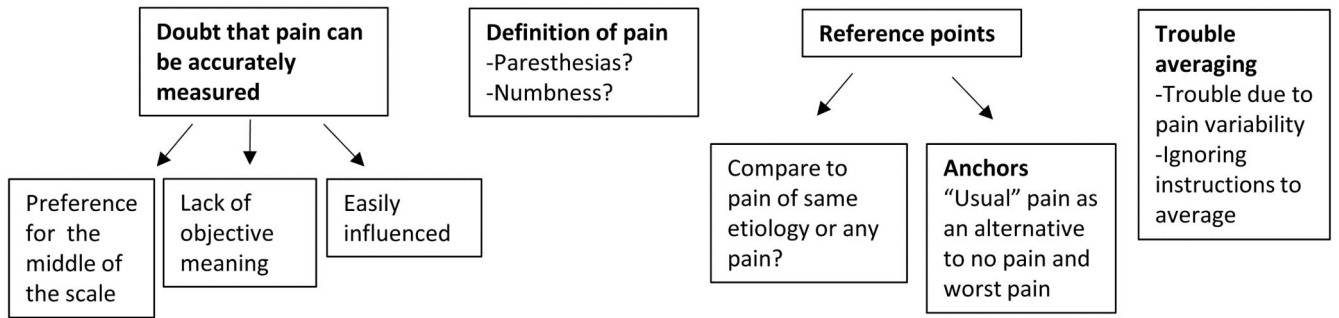 Doubt that pain can
be accurately
measured
Preference
for the
middle of
the scale
Lack of
objective
meaning
Easily
influenced
Definition of pain
-Paresthesias?
-Numbness?
Reference points
Compare to
pain of same
etiology or any
pain?
Anchors
“Usual” pain as
an alternative
to no pain and
worst pain
Trouble
averaging
-Trouble due to
pain variability
-Ignoring
instructions to
average